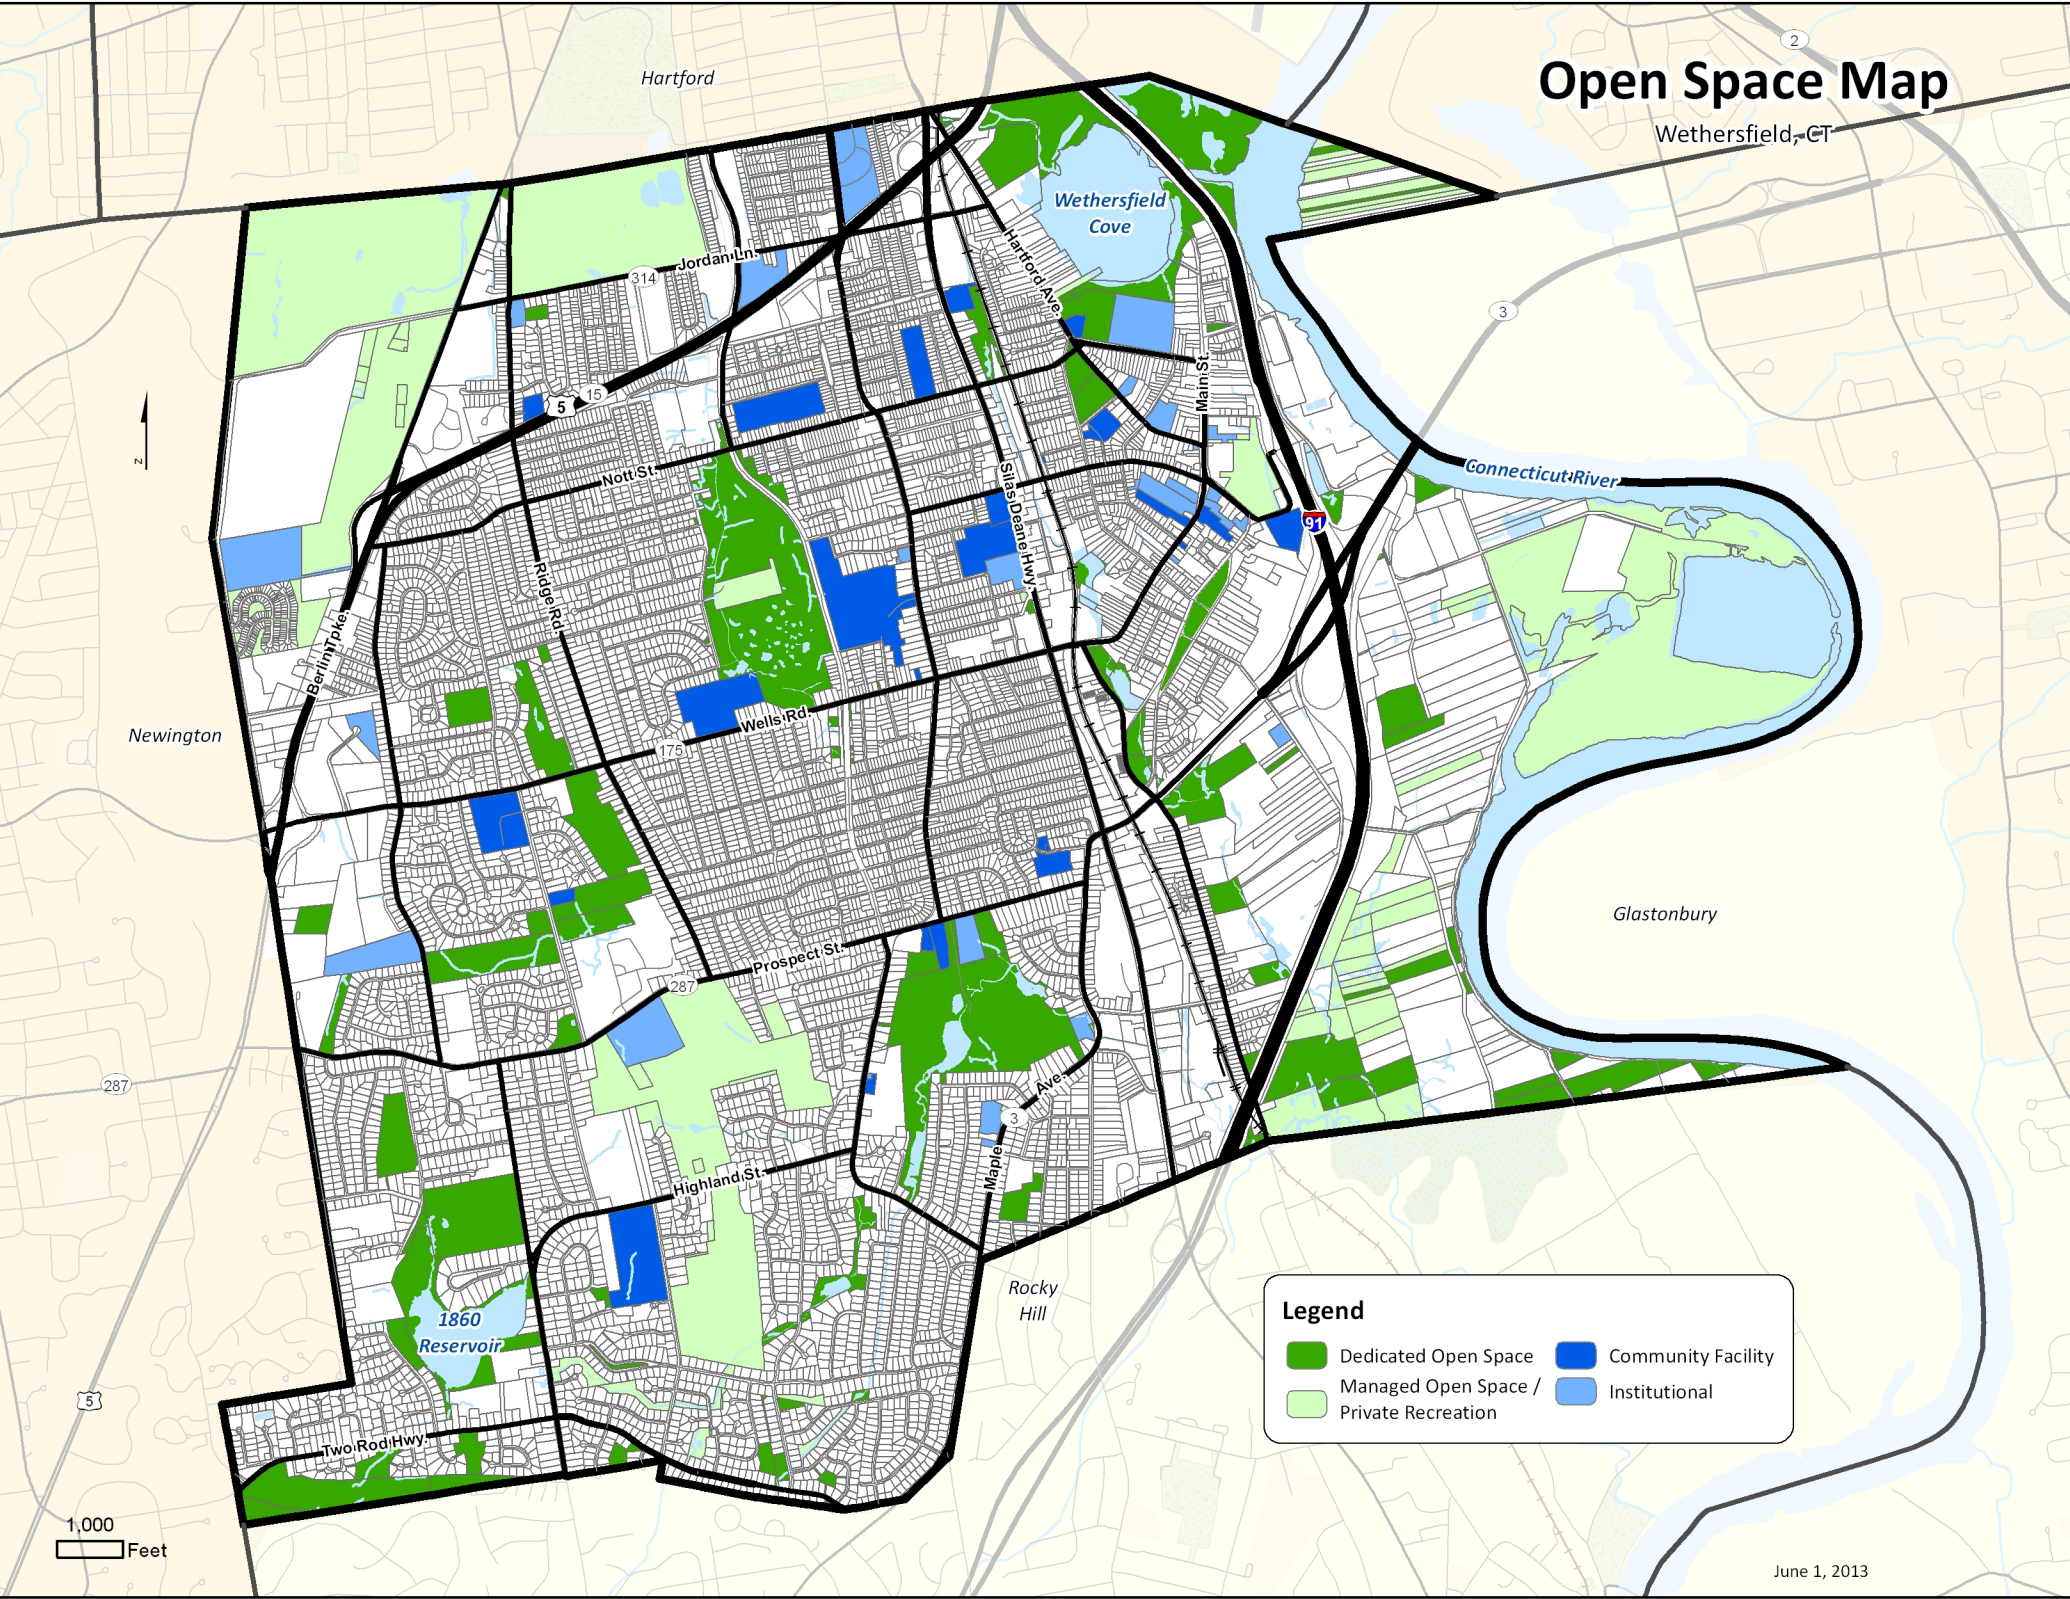 Open Space Map
Wethersfield, CT
Hartford
2
Wethersfield
Cove
Jordan Ln.
314
Hartford Ave.
3
15
5
Main St.
Nott St.
Silas Deane Hwy.
Connecticut River
91
Ridge Rd.
Berlin Tpke.
Newington
Wells Rd.
175
Glastonbury
Prospect St.
287
287
Maple Ave.
3
Highland St.
Rocky
Hill
1860
Reservoir
5
Two Rod Hwy.
z
1,000
Feet
Legend
Dedicated Open Space
Managed Open Space /
Private Recreation
Community Facility
Institutional
June 1, 2013